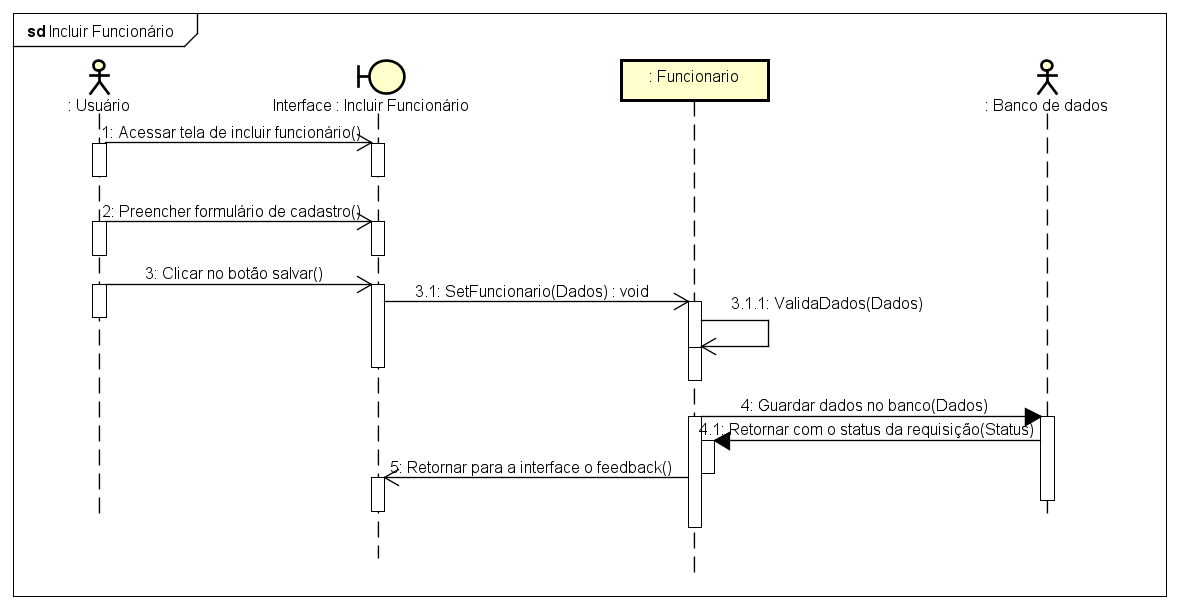 sd Incluir Funcionário
: Usuário
Interface : Incluir Funcionário
: Funcionario
: Banco de dados
1: Acessar tela de incluir funcionário()
2: Preencher formulário de cadastro()
3: Clicar no botão salvar()
3.1: SetFuncionario(Dados) : void
3.1.1: ValidaDados(Dados)
4: Guardar dados no banco(Dados)
4.1: Retornar com o status da requisição(Status)
5: Retornar para a interface o feedback()